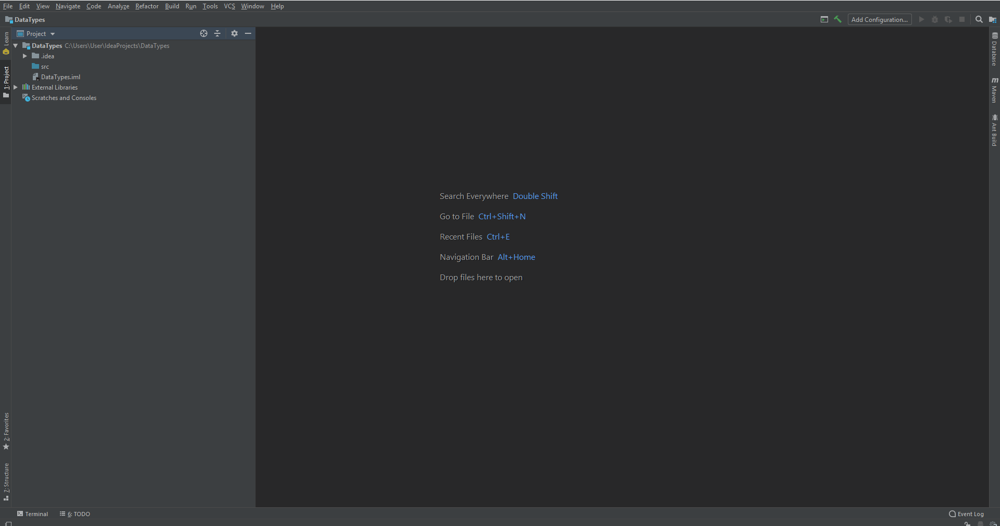 File Edit View Navigate Code Analyze Refactor Build Run Tools VCS Window Help
DataTypes
Add Configuration...
Learn
1: Project
2: Favorites
7: Structure
Project
DataTypes C:\Users\User\IdeaProjects\DataTypes
.idea
src
DataTypes.iml
External Libraries
Scratches and Consoles
Search Everywhere Double Shift
Go to File Ctrl+Shift+N
Recent Files Ctrl+E
Navigation Bar Alt+Home
Drop files here to open
Database
m Maven
Ant Build
Terminal 6: TODO
Event Log